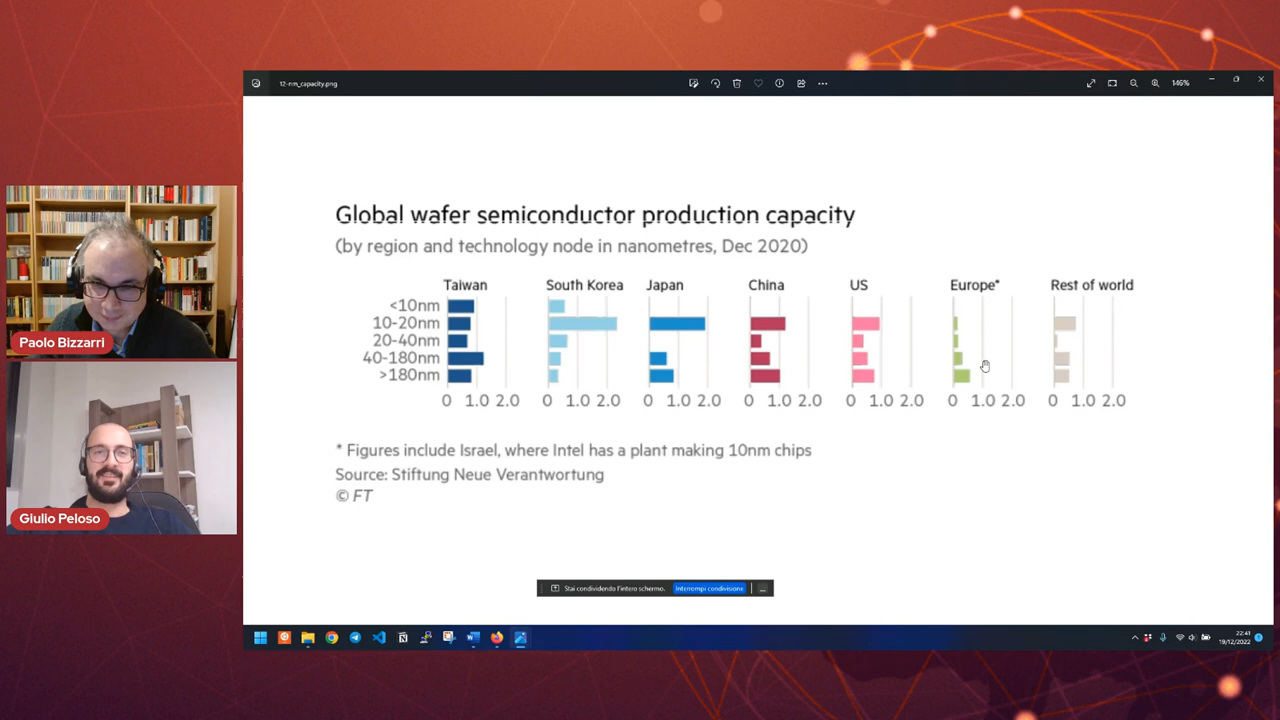 12-nm_capacity.png
146%
Global wafer semiconductor production capacity
(by region and technology node in nanometres, Dec 2020)
Taiwan South Korea Japan China US Europe* Rest of world
<10nm
10-20nm
20-40nm
40-180nm
>180nm
0 1.0 2.0 0 1.0 2.0 0 1.0 2.0 0 1.0 2.0 0 1.0 2.0 0 1.0 2.0 0 1.0 2.0
* Figures include Israel, where Intel has a plant making 10nm chips
Source: Stiftung Neue Verantwortung
© FT
Paolo Bizzarri
Giulio Peloso
Stai condividendo l'intero schermo. Interrompi condivisione
22:41
19/12/2022